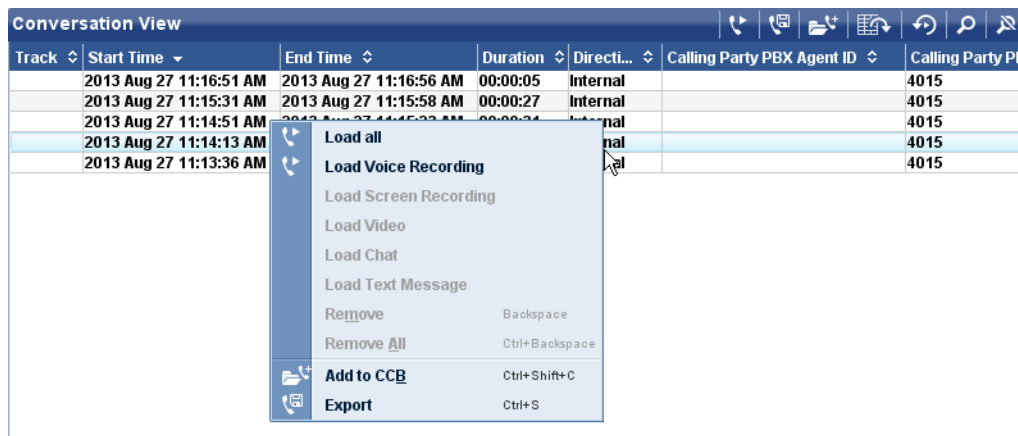 Conversation View
Track Start Time End Time Duration Directi... Calling Party PBX Agent ID Calling Party P
2013 Aug 27 11:16:51 AM 2013 Aug 27 11:16:56 AM 00:00:05 Internal 4015
2013 Aug 27 11:15:31 AM 2013 Aug 27 11:15:58 AM 00:00:27 Internal 4015
2013 Aug 27 11:14:51 AM 4015
2013 Aug 27 11:14:13 AM nal 4015
2013 Aug 27 11:13:36 AM 4015
Load all
Load Voice Recording
Load Screen Recording
Load Video
Load Chat
Load Text Message
Remove Backspace
Remove All Ctrl+Backspace
Add to CCB Ctrl+Shift+C
Export Ctrl+S